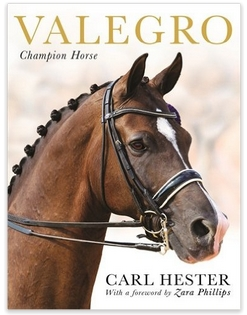 VALEGRO
Champion Horse
CARL HESTER
With a foreword by Zara Phillips